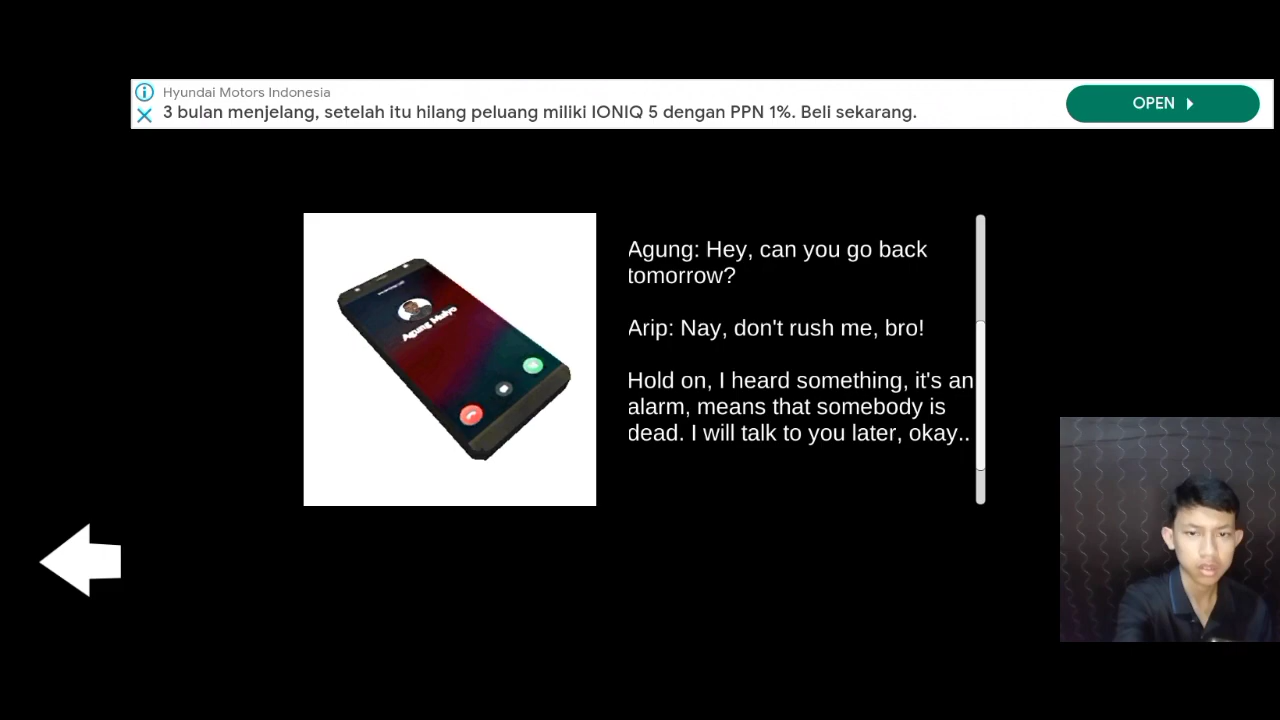 Hyundai Motors Indonesia
3 bulan menjelang, setelah itu hilang peluang miliki IONIQ 5 dengan PPN 1%. Beli sekarang.
OPEN
Agung Mulyo
Agung: Hey, can you go back
tomorrow?
Arip: Nay, don't rush me, bro!
Hold on, I heard something, it's an
alarm, means that somebody is
dead. I will talk to you later, okay..